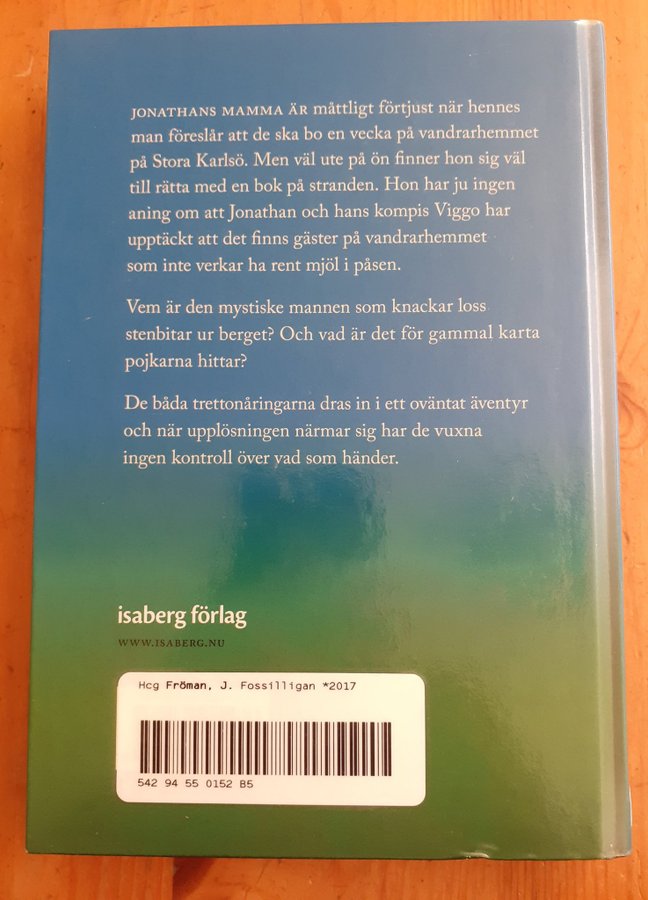 JONATHANS MAMMA ÄR måttligt förtjust när hennes
man föreslår att de ska bo en vecka på vandrarhemmet
på Stora Karlsö. Men väl ute på ön finner hon sig väl
till rätta med en bok på stranden. Hon har ju ingen
aning om att Jonathan och hans kompis Viggo har
upptäckt att det finns gäster på vandrarhemmet
som inte verkar ha rent mjöl i påsen.
Vem är den mystiske mannen som knackar loss
stenbitar ur berget? Och vad är det för gammal karta
pojkarna hittar?
De båda trettonåringarna dras in i ett oväntat äventyr
och när upplösningen närmar sig har de vuxna
ingen kontroll över vad som händer.
isaberg förlag
WWW.ISABERG.NU
Hcg Fröman, J. Fossilligan *2017
542 94 55 0152 B5